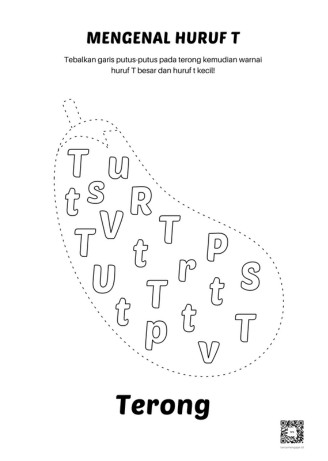 MENGENAL HURUF T
Tebalkan garis putus-putus pada terong kemudian warnai
huruf T besar dan huruf t kecil!
T u
t s R
T V T
t P
U r S
T t
t t T
p
v
Terong